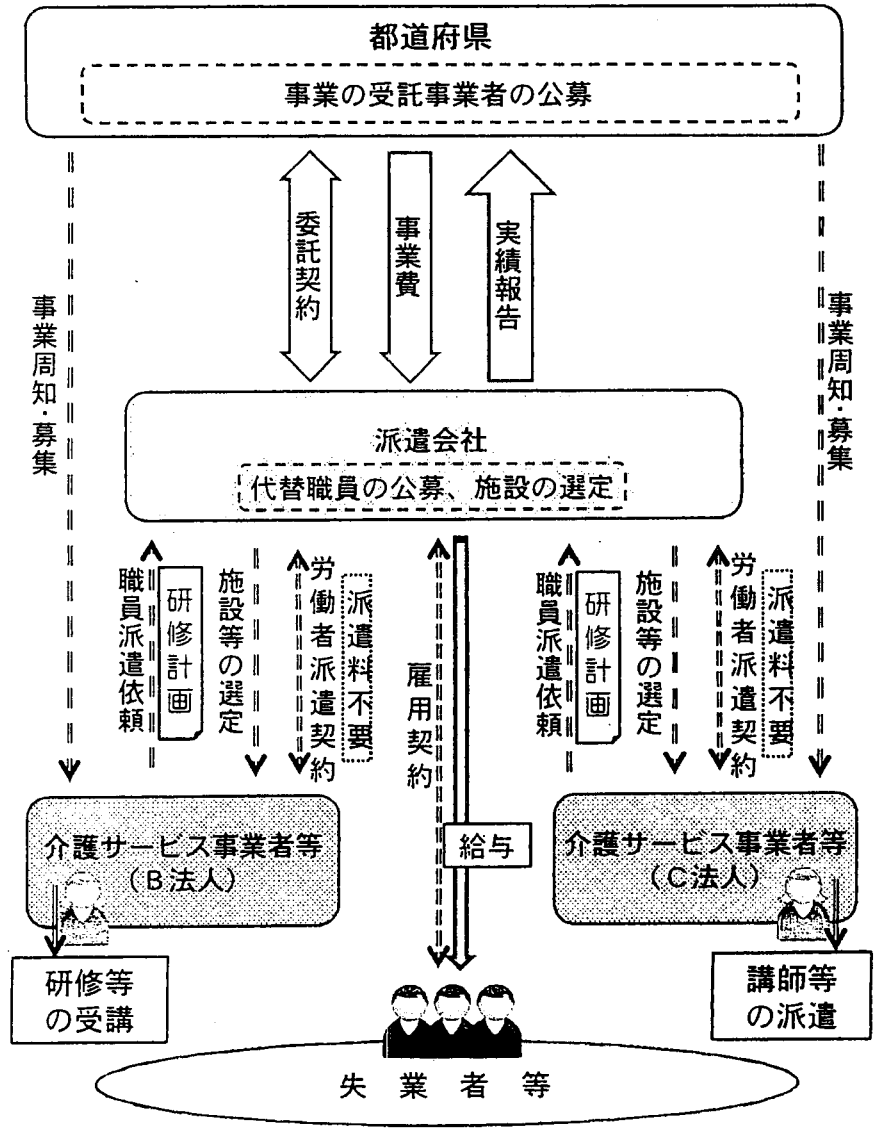 都道府県
事業の受託事業者の公募
委託契約
事業費
実績報告
事業周知・募集
事業周知・募集
派遣会社
代替職員の公募、施設の選定
職員派遣依頼
研修計画
施設等の選定
労働者派遣契約
派遣料不要
雇用契約
給与
職員派遣依頼
研修計画
施設等の選定
労働者派遣契約
派遣料不要
介護サービス事業者等
（B法人）
介護サービス事業者等
（C法人）
研修等
の受講
講師等
の派遣
失業者等